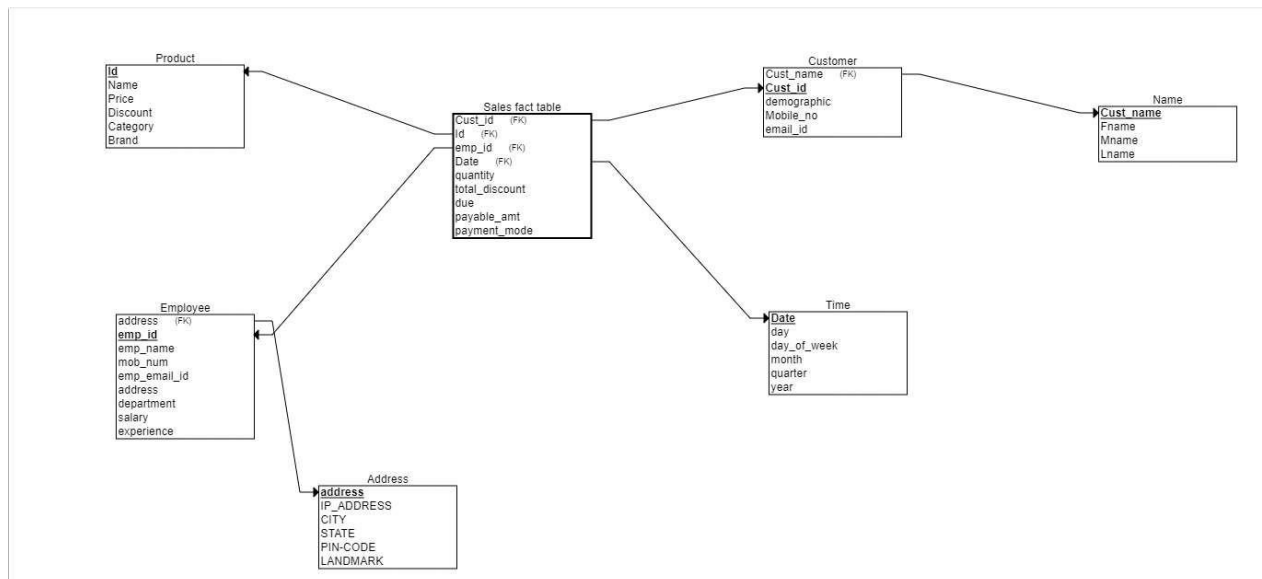 Product
Id
Name
Price
Discount
Category
Brand
Sales fact table
Cust_id (FK)
Id (FK)
emp_id (FK)
Date (FK)
quantity
total_discount
due
payable_amt
payment_mode
Customer
Cust_name (FK)
Cust_id
demographic
Mobile_no
email_id
Name
Cust_name
Fname
Mname
Lname
Employee
address (FK)
emp_id
emp_name
mob_num
emp_email_id
address
department
salary
experience
Time
Date
day
day_of_week
month
quarter
year
Address
address
IP_ADDRESS
CITY
STATE
PIN-CODE
LANDMARK